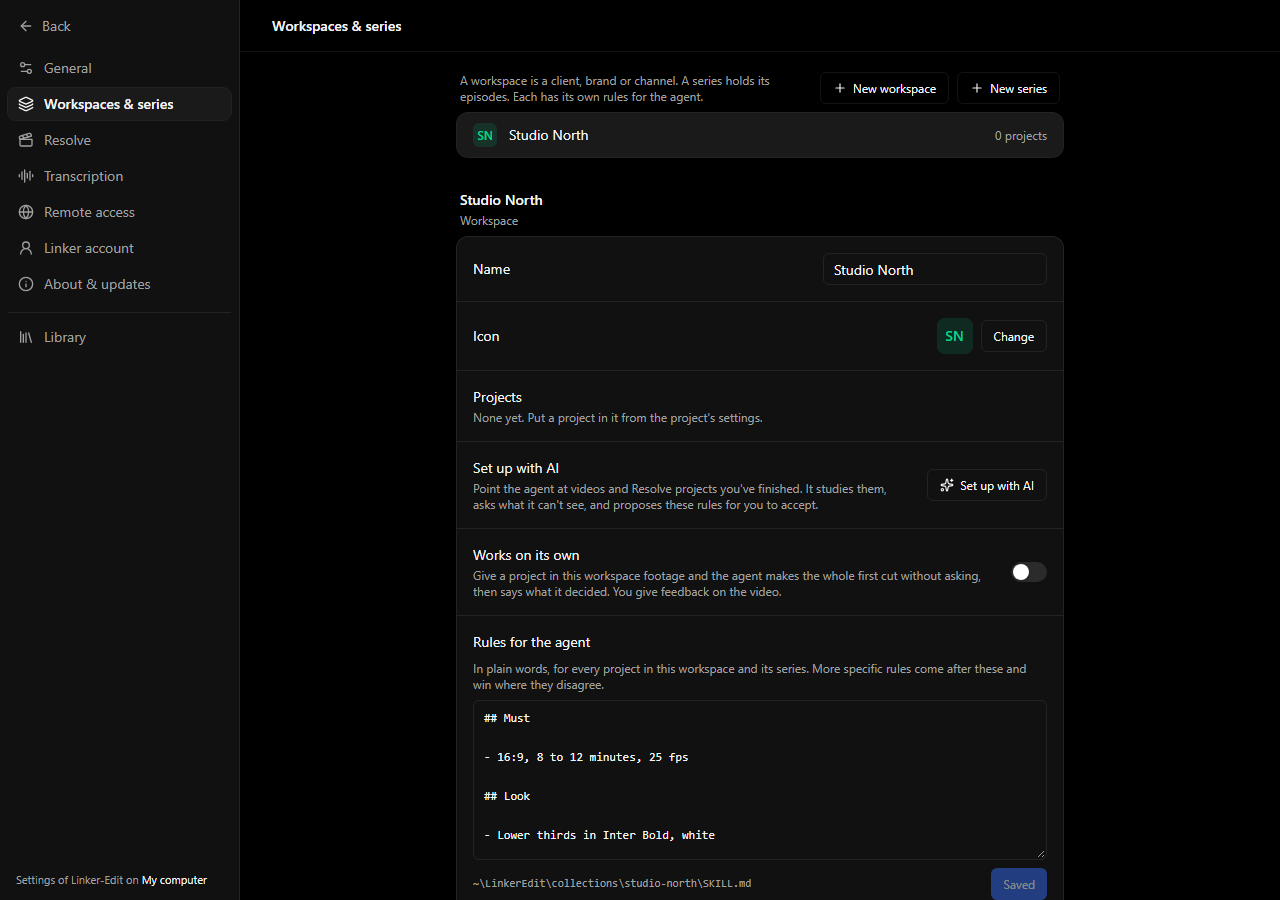 Back
General
Workspaces & series
Resolve
Transcription
Remote access
Linker account
About & updates
Library
Settings of Linker-Edit on My computer
Workspaces & series
A workspace is a client, brand or channel. A series holds its
episodes. Each has its own rules for the agent.
New workspace
New series
SN
Studio North
0 projects
Studio North
Workspace
Name
Studio North
Icon
SN
Change
Projects
None yet. Put a project in it from the project's settings.
Set up with AI
Point the agent at videos and Resolve projects you've finished. It studies them,
asks what it can't see, and proposes these rules for you to accept.
Set up with AI
Works on its own
Give a project in this workspace footage and the agent makes the whole first cut without asking,
then says what it decided. You give feedback on the video.
Rules for the agent
In plain words, for every project in this workspace and its series. More specific rules come after these and
win where they disagree.
## Must
- 16:9, 8 to 12 minutes, 25 fps
## Look
- Lower thirds in Inter Bold, white
~\LinkerEdit\collections\studio-north\SKILL.md
Saved